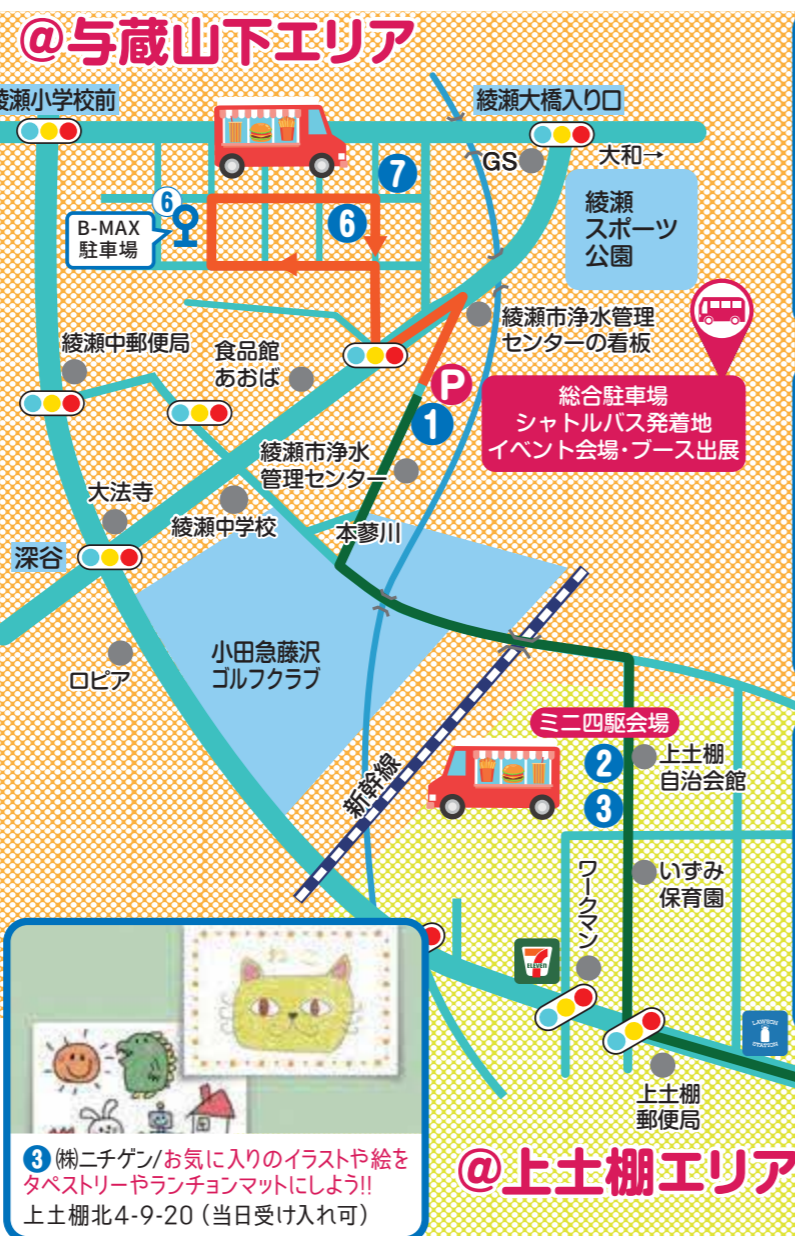 @与蔵山下エリア
綾瀬小学校前
綾瀬大橋入り口
大和→
GS
7
6
6
B-MAX
駐車場
綾瀬
スポーツ
公園
綾瀬市浄水管理
センターの看板
綾瀬中郵便局
食品館
あおば
P
1
総合駐車場
シャトルバス発着地
イベント会場・ブース出展
綾瀬市浄水
管理センター
大法寺
綾瀬中学校
本蓼川
深谷
小田急藤沢
ゴルフクラブ
ロピア
新幹線
ミニ四駆会場
2
上土棚
自治会館
3
いずみ
保育園
ワークマン
7
ELEVEN
LAWSON
STATION
上土棚
郵便局
ねこ
3 ㈱ニチゲン/お気に入りのイラストや絵を
タペストリーやランチョンマットにしよう!!
上土棚北4-9-20（当日受け入れ可）
@上土棚エリア